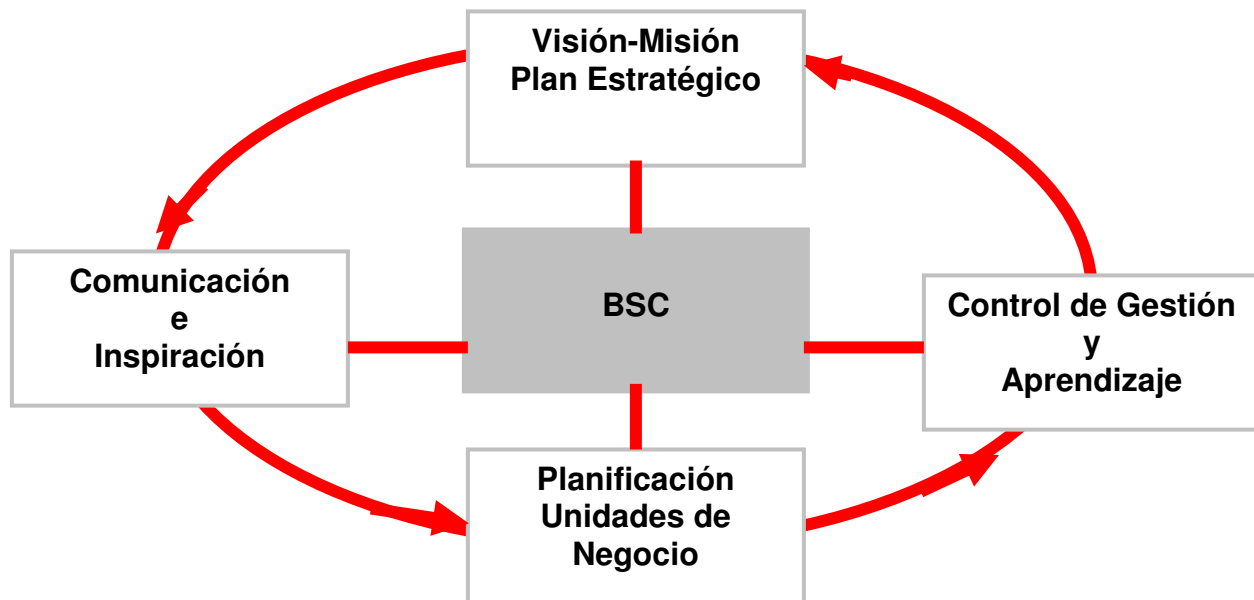 Visión-Misión
Plan Estratégico
Comunicación
e
Inspiración
BSC
Control de Gestión
y
Aprendizaje
Planificación
Unidades de
Negocio